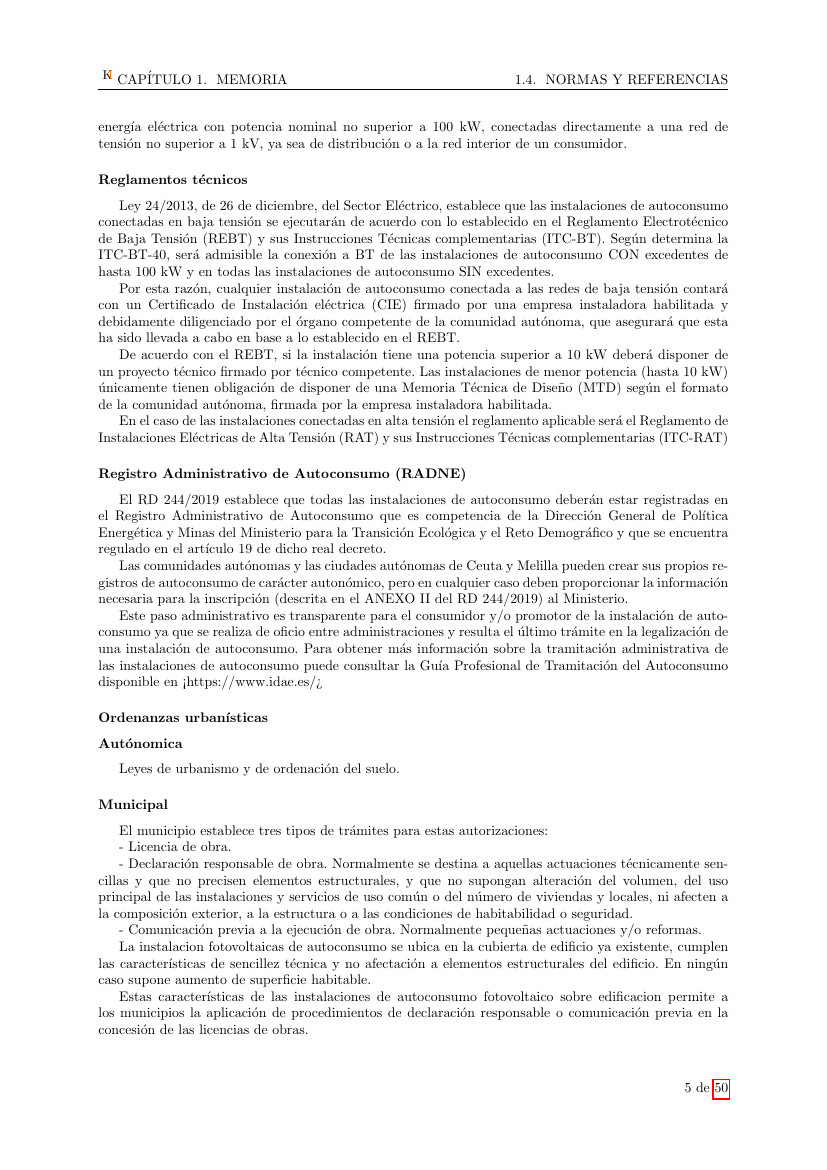 K CAPÍTULO 1. MEMORIA 1.4. NORMAS Y REFERENCIAS
energía eléctrica con potencia nominal no superior a 100 kW, conectadas directamente a una red de
tensión no superior a 1 kV, ya sea de distribución o a la red interior de un consumidor.
Reglamentos técnicos
Ley 24/2013, de 26 de diciembre, del Sector Eléctrico, establece que las instalaciones de autoconsumo
conectadas en baja tensión se ejecutarán de acuerdo con lo establecido en el Reglamento Electrotécnico
de Baja Tensión (REBT) y sus Instrucciones Técnicas complementarias (ITC-BT). Según determina la
ITC-BT-40, será admisible la conexión a BT de las instalaciones de autoconsumo CON excedentes de
hasta 100 kW y en todas las instalaciones de autoconsumo SIN excedentes.
Por esta razón, cualquier instalación de autoconsumo conectada a las redes de baja tensión contará
con un Certificado de Instalación eléctrica (CIE) firmado por una empresa instaladora habilitada y
debidamente diligenciado por el órgano competente de la comunidad autónoma, que asegurará que esta
ha sido llevada a cabo en base a lo establecido en el REBT.
De acuerdo con el REBT, si la instalación tiene una potencia superior a 10 kW deberá disponer de
un proyecto técnico firmado por técnico competente. Las instalaciones de menor potencia (hasta 10 kW)
únicamente tienen obligación de disponer de una Memoria Técnica de Diseño (MTD) según el formato
de la comunidad autónoma, firmada por la empresa instaladora habilitada.
En el caso de las instalaciones conectadas en alta tensión el reglamento aplicable será el Reglamento de
Instalaciones Eléctricas de Alta Tensión (RAT) y sus Instrucciones Técnicas complementarias (ITC-RAT)
Registro Administrativo de Autoconsumo (RADNE)
El RD 244/2019 establece que todas las instalaciones de autoconsumo deberán estar registradas en
el Registro Administrativo de Autoconsumo que es competencia de la Dirección General de Política
Energética y Minas del Ministerio para la Transición Ecológica y el Reto Demográfico y que se encuentra
regulado en el artículo 19 de dicho real decreto.
Las comunidades autónomas y las ciudades autónomas de Ceuta y Melilla pueden crear sus propios re-
gistros de autoconsumo de carácter autonómico, pero en cualquier caso deben proporcionar la información
necesaria para la inscripción (descrita en el ANEXO II del RD 244/2019) al Ministerio.
Este paso administrativo es transparente para el consumidor y/o promotor de la instalación de auto-
consumo ya que se realiza de oficio entre administraciones y resulta el último trámite en la legalización de
una instalación de autoconsumo. Para obtener más información sobre la tramitación administrativa de
las instalaciones de autoconsumo puede consultar la Guía Profesional de Tramitación del Autoconsumo
disponible en ¡https://www.idae.es/¿
Ordenanzas urbanísticas
Autónomica
Leyes de urbanismo y de ordenación del suelo.
Municipal
El municipio establece tres tipos de trámites para estas autorizaciones:
- Licencia de obra.
- Declaración responsable de obra. Normalmente se destina a aquellas actuaciones técnicamente sen-
cillas y que no precisen elementos estructurales, y que no supongan alteración del volumen, del uso
principal de las instalaciones y servicios de uso común o del número de viviendas y locales, ni afecten a
la composición exterior, a la estructura o a las condiciones de habitabilidad o seguridad.
- Comunicación previa a la ejecución de obra. Normalmente pequeñas actuaciones y/o reformas.
La instalacion fotovoltaicas de autoconsumo se ubica en la cubierta de edificio ya existente, cumplen
las características de sencillez técnica y no afectación a elementos estructurales del edificio. En ningún
caso supone aumento de superficie habitable.
Estas características de las instalaciones de autoconsumo fotovoltaico sobre edificacion permite a
los municipios la aplicación de procedimientos de declaración responsable o comunicación previa en la
concesión de las licencias de obras.
5 de 50